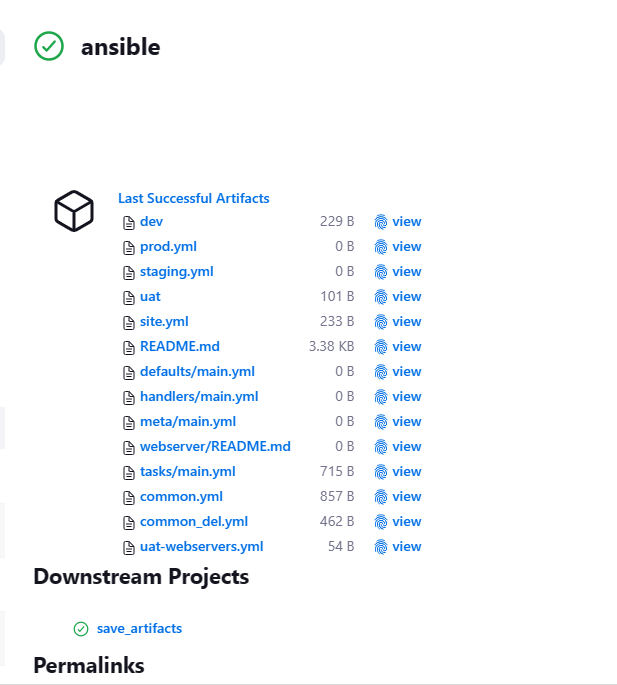 ansible
Last Successful Artifacts
dev 229 B view
prod.yml 0 B view
staging.yml 0 B view
uat 101 B view
site.yml 233 B view
README.md 3.38 KB view
defaults/main.yml 0 B view
handlers/main.yml 0 B view
meta/main.yml 0 B view
webserver/README.md 0 B view
tasks/main.yml 715 B view
common.yml 857 B view
common_del.yml 462 B view
uat-webservers.yml 54 B view
Downstream Projects
save_artifacts
Permalinks